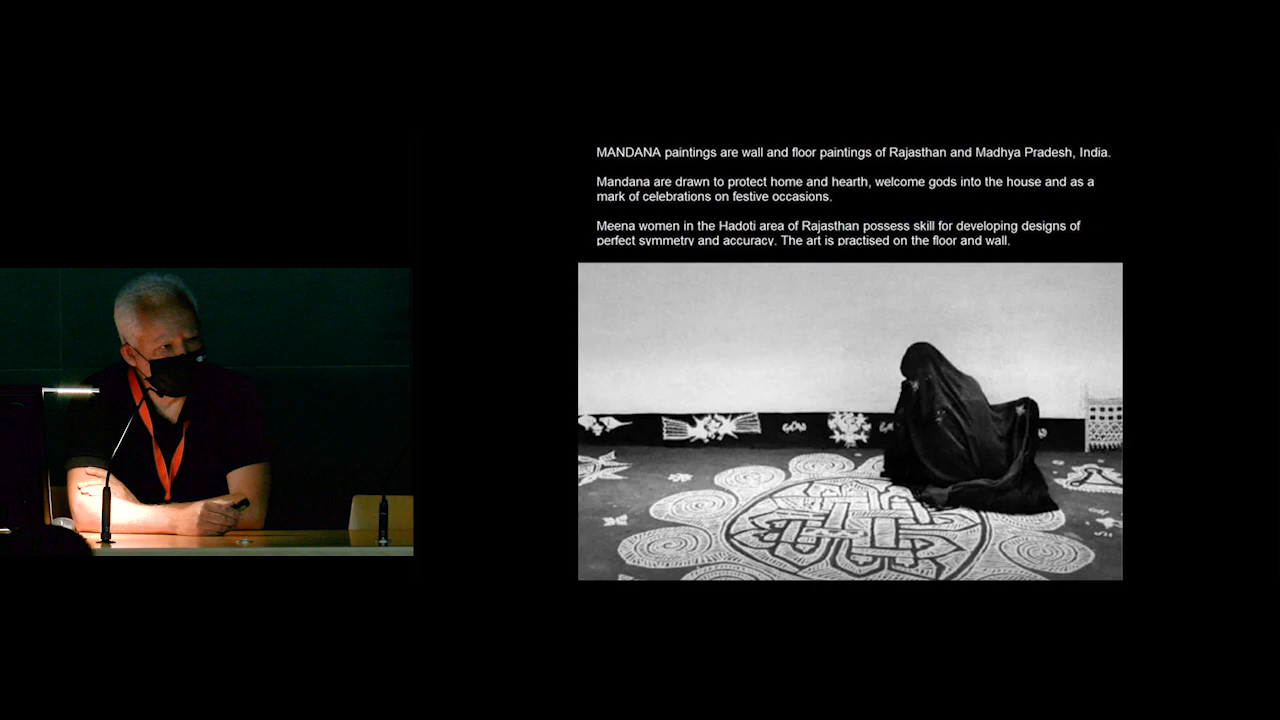 MANDANA paintings are wall and floor paintings of Rajasthan and Madhya Pradesh, India.
Mandana are drawn to protect home and hearth, welcome gods into the house and as a
mark of celebrations on festive occasions.
Meena women in the Hadoti area of Rajasthan possess skill for developing designs of
perfect symmetry and accuracy. The art is practised on the floor and wall.